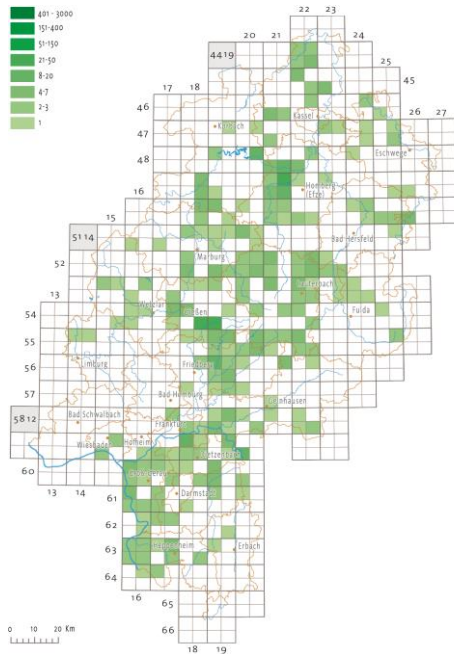 401 - 3000
151-400
51-150
21-50
8-20
4-7
2-3
1
22 23
20 21 24
4419 25
45
17 18
46 Kassel
Korbach
47 26 27
Eschwege
48
Homberg
(Efze)
16
15
5114 Bad Hersfeld
Marburg
52
Lauterbach
13
Wetzlar
54 Fulda
55
Limburg
56 Friedberg
57 Bad Homburg
Gelnhausen
5812 Bad Schwalbach
Frankfurt
Wiesbaden Hofheim
60
Groß-Gerau
13 14
61 Darmstadt
62
63 Erbach
64
16
65
66
0 10 20 Km
18 19